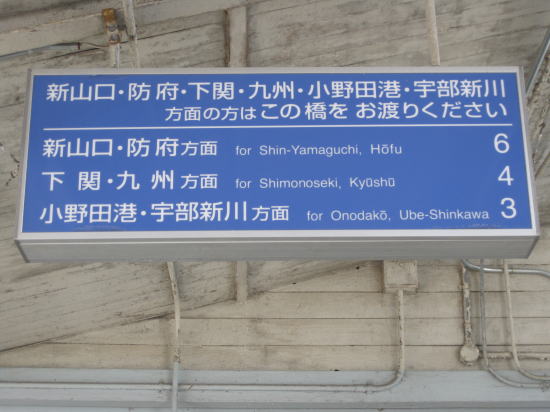 新山口・防府・下関・九州・小野田港・宇部新川
方面の方は この橋を お渡りください
新山口・防府方面 for Shin-Yamaguchi, Hōfu 6
下関・九州方面 for Shimonoseki, Kyūshū 4
小野田港・宇部新川方面 for Onodakō, Ube-Shinkawa 3